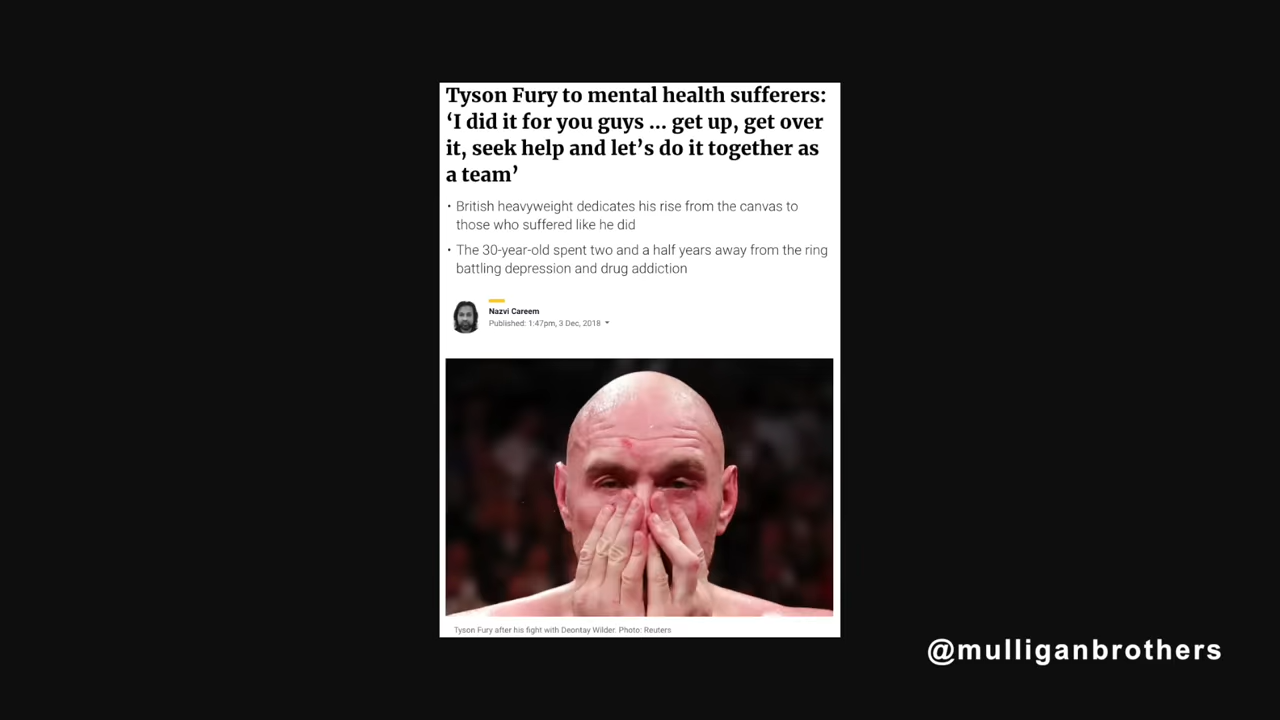 Tyson Fury to mental health sufferers:
‘I did it for you guys ... get up, get over
it, seek help and let’s do it together as
a team’
• British heavyweight dedicates his rise from the canvas to
those who suffered like he did
• The 30-year-old spent two and a half years away from the ring
battling depression and drug addiction
Nazvi Careem
Published: 1:47pm, 3 Dec, 2018
Tyson Fury after his fight with Deontay Wilder. Photo: Reuters
@mulliganbrothers